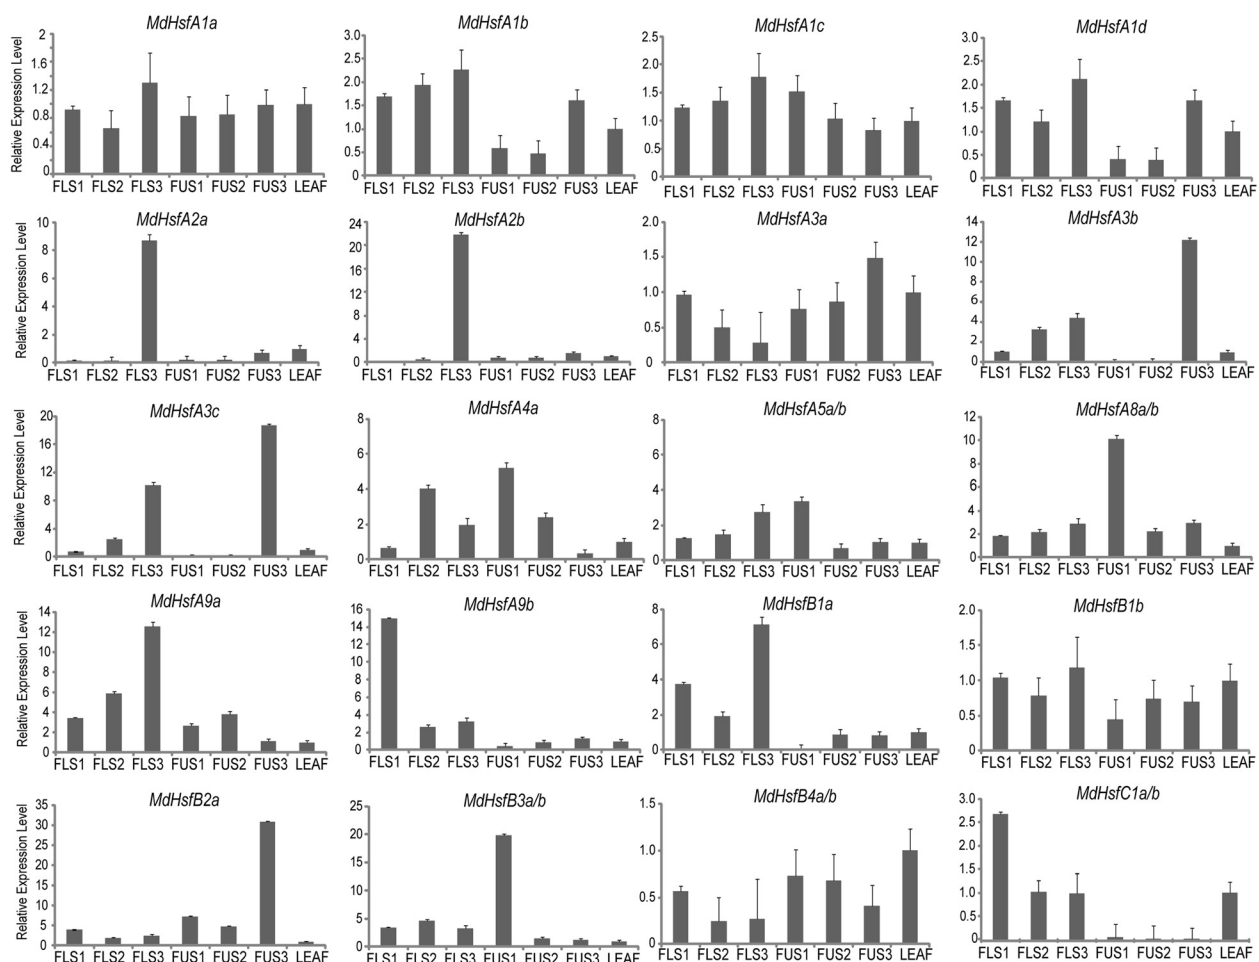 MdHsfA1a
MdHsfA1b
MdHsfA1c
MdHsfA1d
Relative Expression Level
2
1.6
1.2
0.8
0.4
0
3.0
2.5
2.0
1.5
1.0
0.5
0
2.5
2.0
1.5
1.0
0.5
0
3.0
2.5
2.0
1.5
1.0
0.5
0
FLS1 FLS2 FLS3 FUS1 FUS2 FUS3 LEAF
FLS1 FLS2 FLS3 FUS1 FUS2 FUS3 LEAF
FLS1 FLS2 FLS3 FUS1 FUS2 FUS3 LEAF
FLS1 FLS2 FLS3 FUS1 FUS2 FUS3 LEAF
MdHsfA2a
MdHsfA2b
MdHsfA3a
MdHsfA3b
Relative Expression Level
10
8
6
4
2
0
24
20
16
12
8
4
0
2.0
1.5
1.0
0.5
0
14
12
10
8
6
4
2
0
FLS1 FLS2 FLS3 FUS1 FUS2 FUS3 LEAF
FLS1 FLS2 FLS3 FUS1 FUS2 FUS3 LEAF
FLS1 FLS2 FLS3 FUS1 FUS2 FUS3 LEAF
FLS1 FLS2 FLS3 FUS1 FUS2 FUS3 LEAF
MdHsfA3c
MdHsfA4a
MdHsfA5a/b
MdHsfA8a/b
Relative Expression Level
20
16
12
8
4
0
8
6
4
2
0
8
6
4
2
0
12
10
8
6
4
2
0
FLS1 FLS2 FLS3 FUS1 FUS2 FUS3 LEAF
FLS1 FLS2 FLS3 FUS1 FUS2 FUS3 LEAF
FLS1 FLS2 FLS3 FUS1 FUS2 FUS3 LEAF
FLS1 FLS2 FLS3 FUS1 FUS2 FUS3 LEAF
MdHsfA9a
MdHsfA9b
MdHsfB1a
MdHsfB1b
Relative Expression Level
14
12
10
8
6
4
2
0
16
14
12
10
8
6
4
2
0
8
6
4
2
0
2.0
1.5
1.0
0.5
0
FLS1 FLS2 FLS3 FUS1 FUS2 FUS3 LEAF
FLS1 FLS2 FLS3 FUS1 FUS2 FUS3 LEAF
FLS1 FLS2 FLS3 FUS1 FUS2 FUS3 LEAF
FLS1 FLS2 FLS3 FUS1 FUS2 FUS3 LEAF
MdHsfB2a
MdHsfB3a/b
MdHsfB4a/b
MdHsfC1a/b
Relative Expression Level
35
30
25
20
15
10
5
0
25
20
15
10
5
0
1.5
1.0
0.5
0
3.0
2.5
2.0
1.5
1.0
0.5
0
FLS1 FLS2 FLS3 FUS1 FUS2 FUS3 LEAF
FLS1 FLS2 FLS3 FUS1 FUS2 FUS3 LEAF
FLS1 FLS2 FLS3 FUS1 FUS2 FUS3 LEAF
FLS1 FLS2 FLS3 FUS1 FUS2 FUS3 LEAF